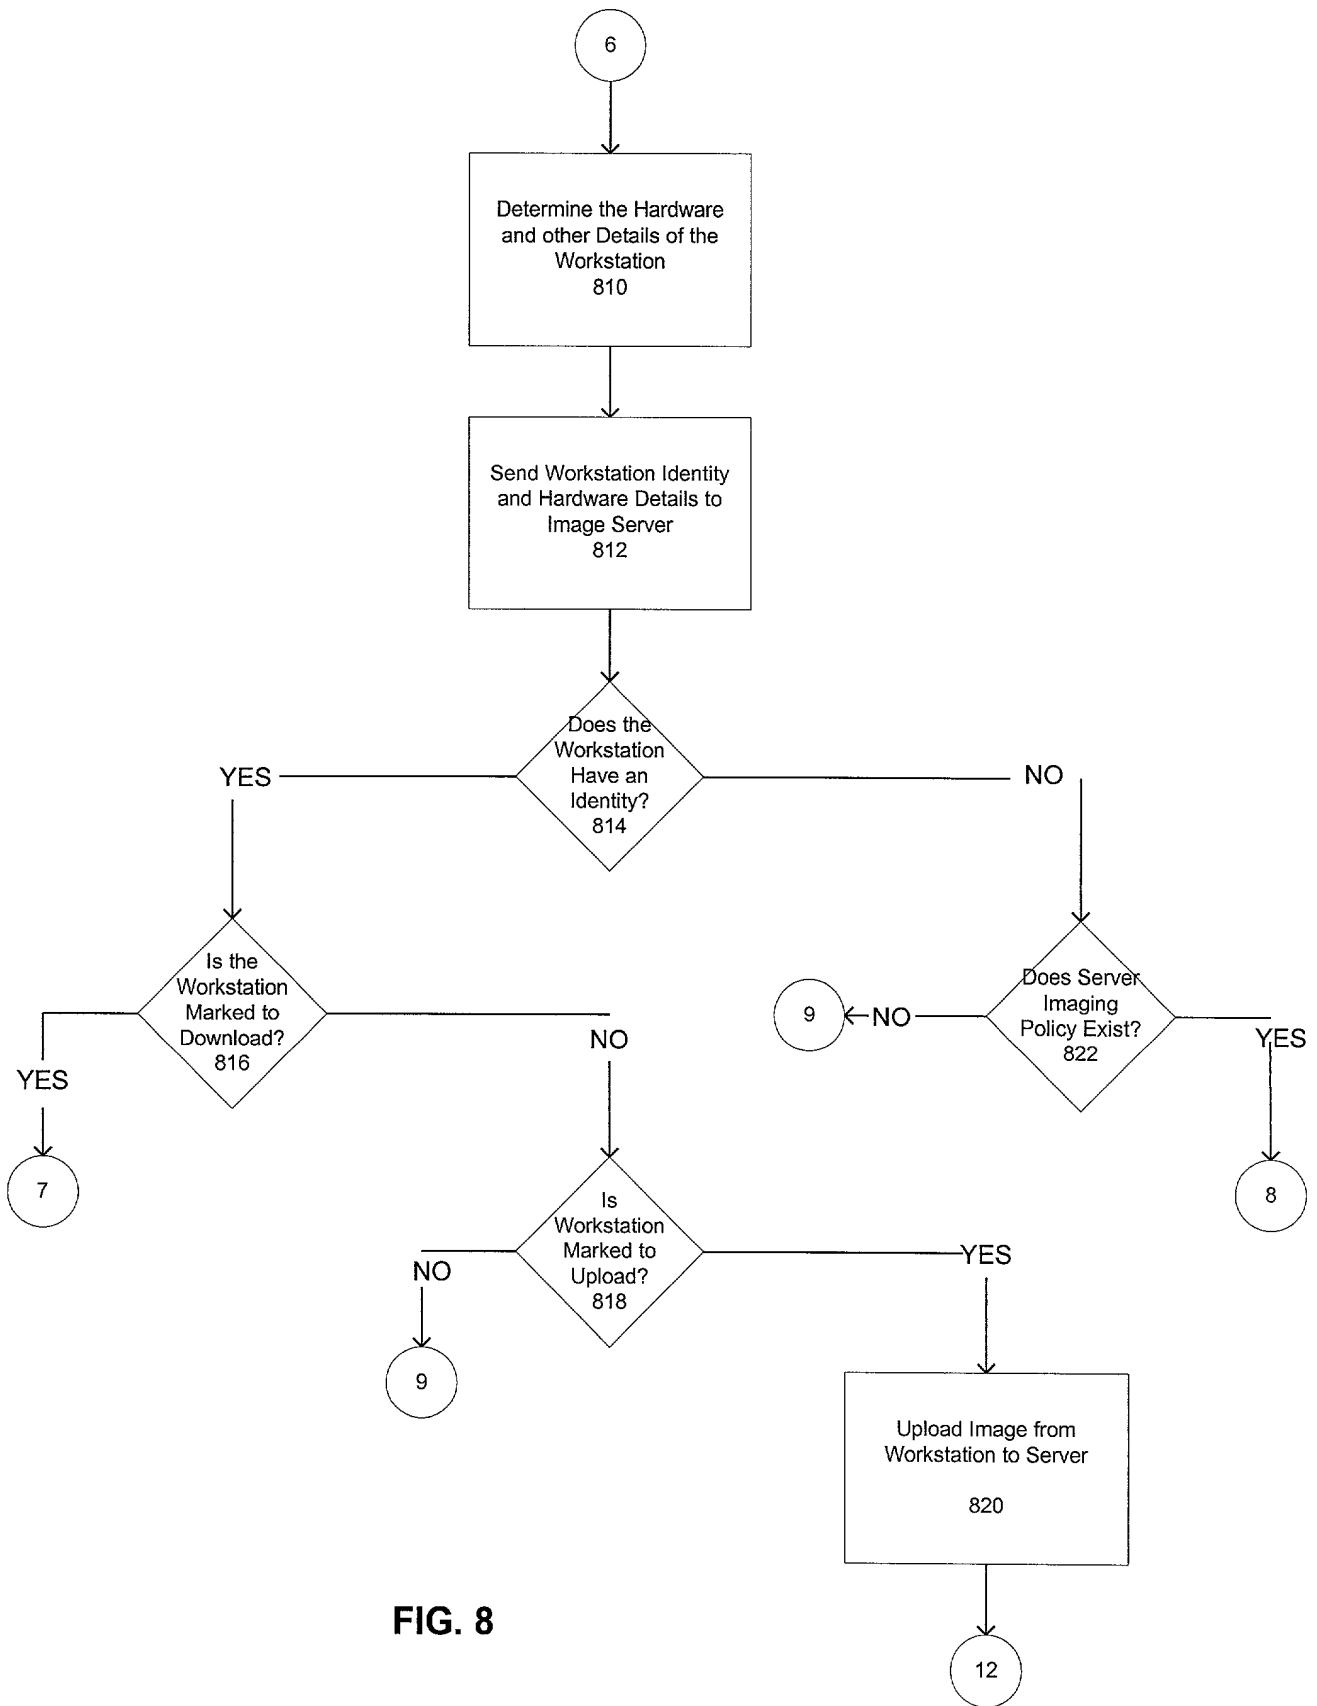 6
Determine the Hardware
and other Details of the
Workstation
810
Send Workstation Identity
and Hardware Details to
Image Server
812
Does the
Workstation
Have an
Identity?
814
YES
NO
Is the
Workstation
Marked to
Download?
816
YES
NO
7
Does Server
Imaging
Policy Exist?
822
NO
9
YES
8
Is
Workstation
Marked to
Upload?
818
NO
9
YES
Upload Image from
Workstation to Server
820
12
FIG. 8